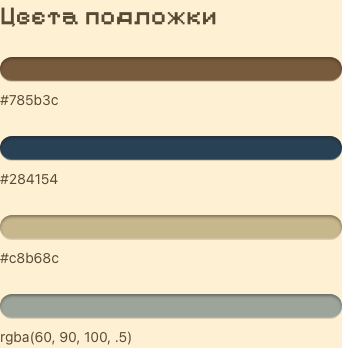 Цвета подложки
#785b3c
#284154
#c8b68c
rgba(60, 90, 100, .5)